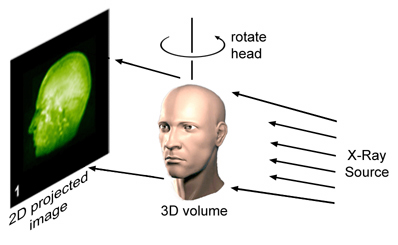 rotate
head
X-Ray
Source
1
2D projected
image
3D volume